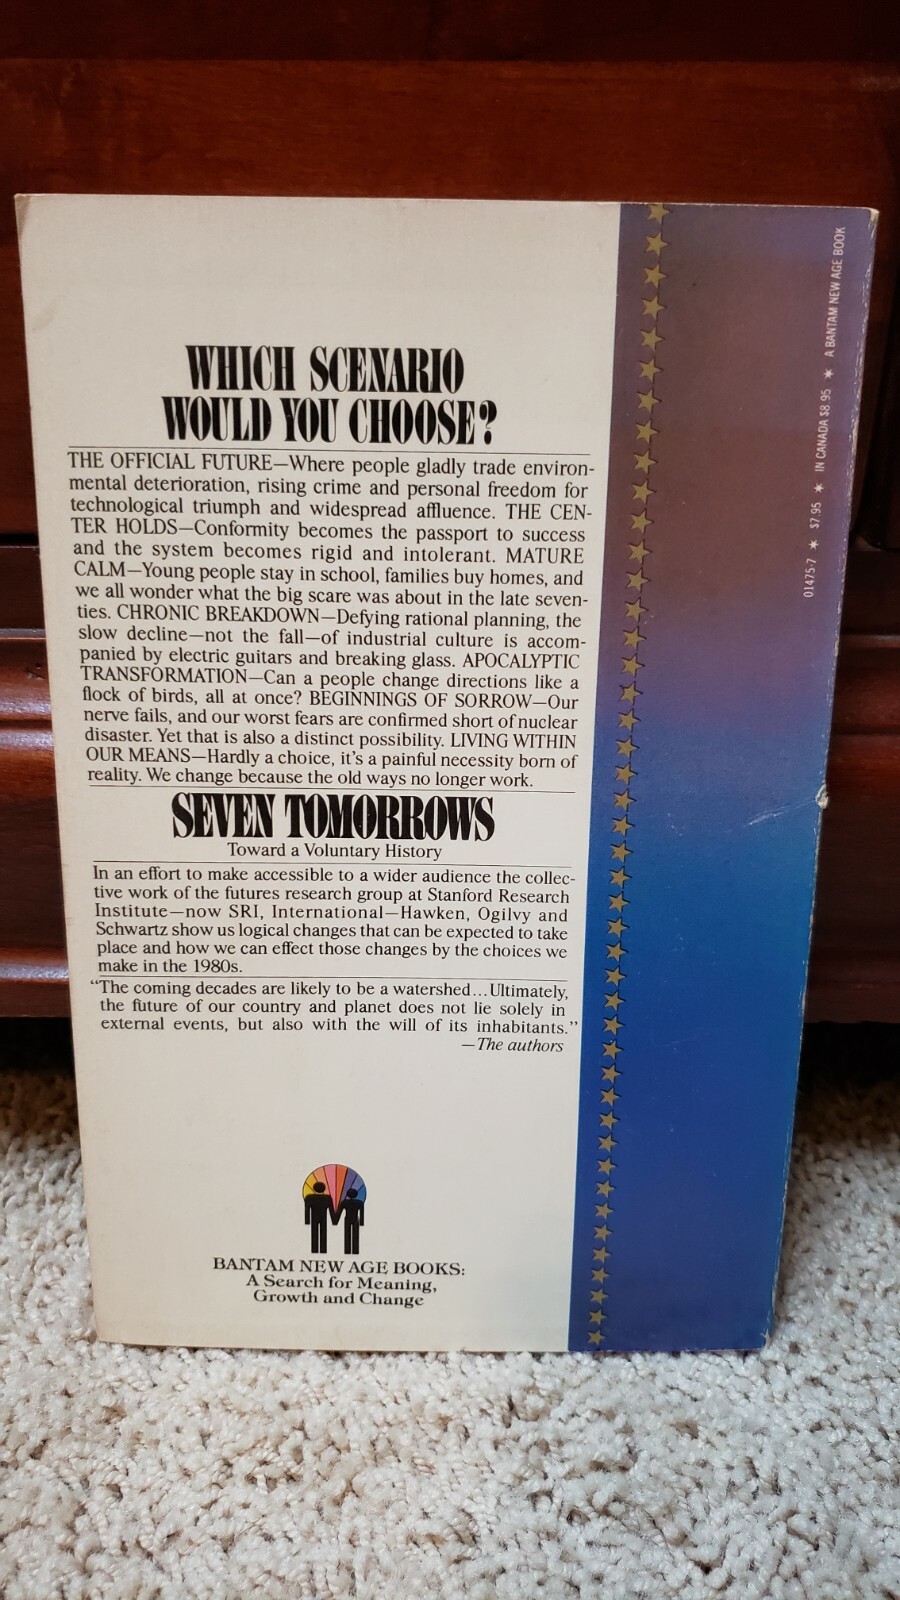 WHICH SCENARIO
WOULD YOU CHOOSE?
THE OFFICIAL FUTURE—Where people gladly trade environ-
mental deterioration, rising crime and personal freedom for
technological triumph and widespread affluence. THE CEN-
TER HOLDS—Conformity becomes the passport to success
and the system becomes rigid and intolerant. MATURE
CALM—Young people stay in school, families buy homes, and
we all wonder what the big scare was about in the late seven-
ties. CHRONIC BREAKDOWN—Defying rational planning, the
slow decline—not the fall—of industrial culture is accom-
panied by electric guitars and breaking glass. APOCALYPTIC
TRANSFORMATION—Can a people change directions like a
flock of birds, all at once? BEGINNINGS OF SORROW—Our
nerve fails, and our worst fears are confirmed short of nuclear
disaster. Yet that is also a distinct possibility. LIVING WITHIN
OUR MEANS—Hardly a choice, it's a painful necessity born of
reality. We change because the old ways no longer work.
SEVEN TOMORROWS
Toward a Voluntary History
In an effort to make accessible to a wider audience the collec-
tive work of the futures research group at Stanford Research
Institute—now SRI, International—Hawken, Ogilvy and
Schwartz show us logical changes that can be expected to take
place and how we can effect those changes by the choices we
make in the 1980s.
"The coming decades are likely to be a watershed...Ultimately,
the future of our country and planet does not lie solely in
external events, but also with the will of its inhabitants."
—The authors
BANTAM NEW AGE BOOKS:
A Search for Meaning,
Growth and Change
01475-7 * $7.95 * IN CANADA $8.95 * A BANTAM NEW AGE BOOK